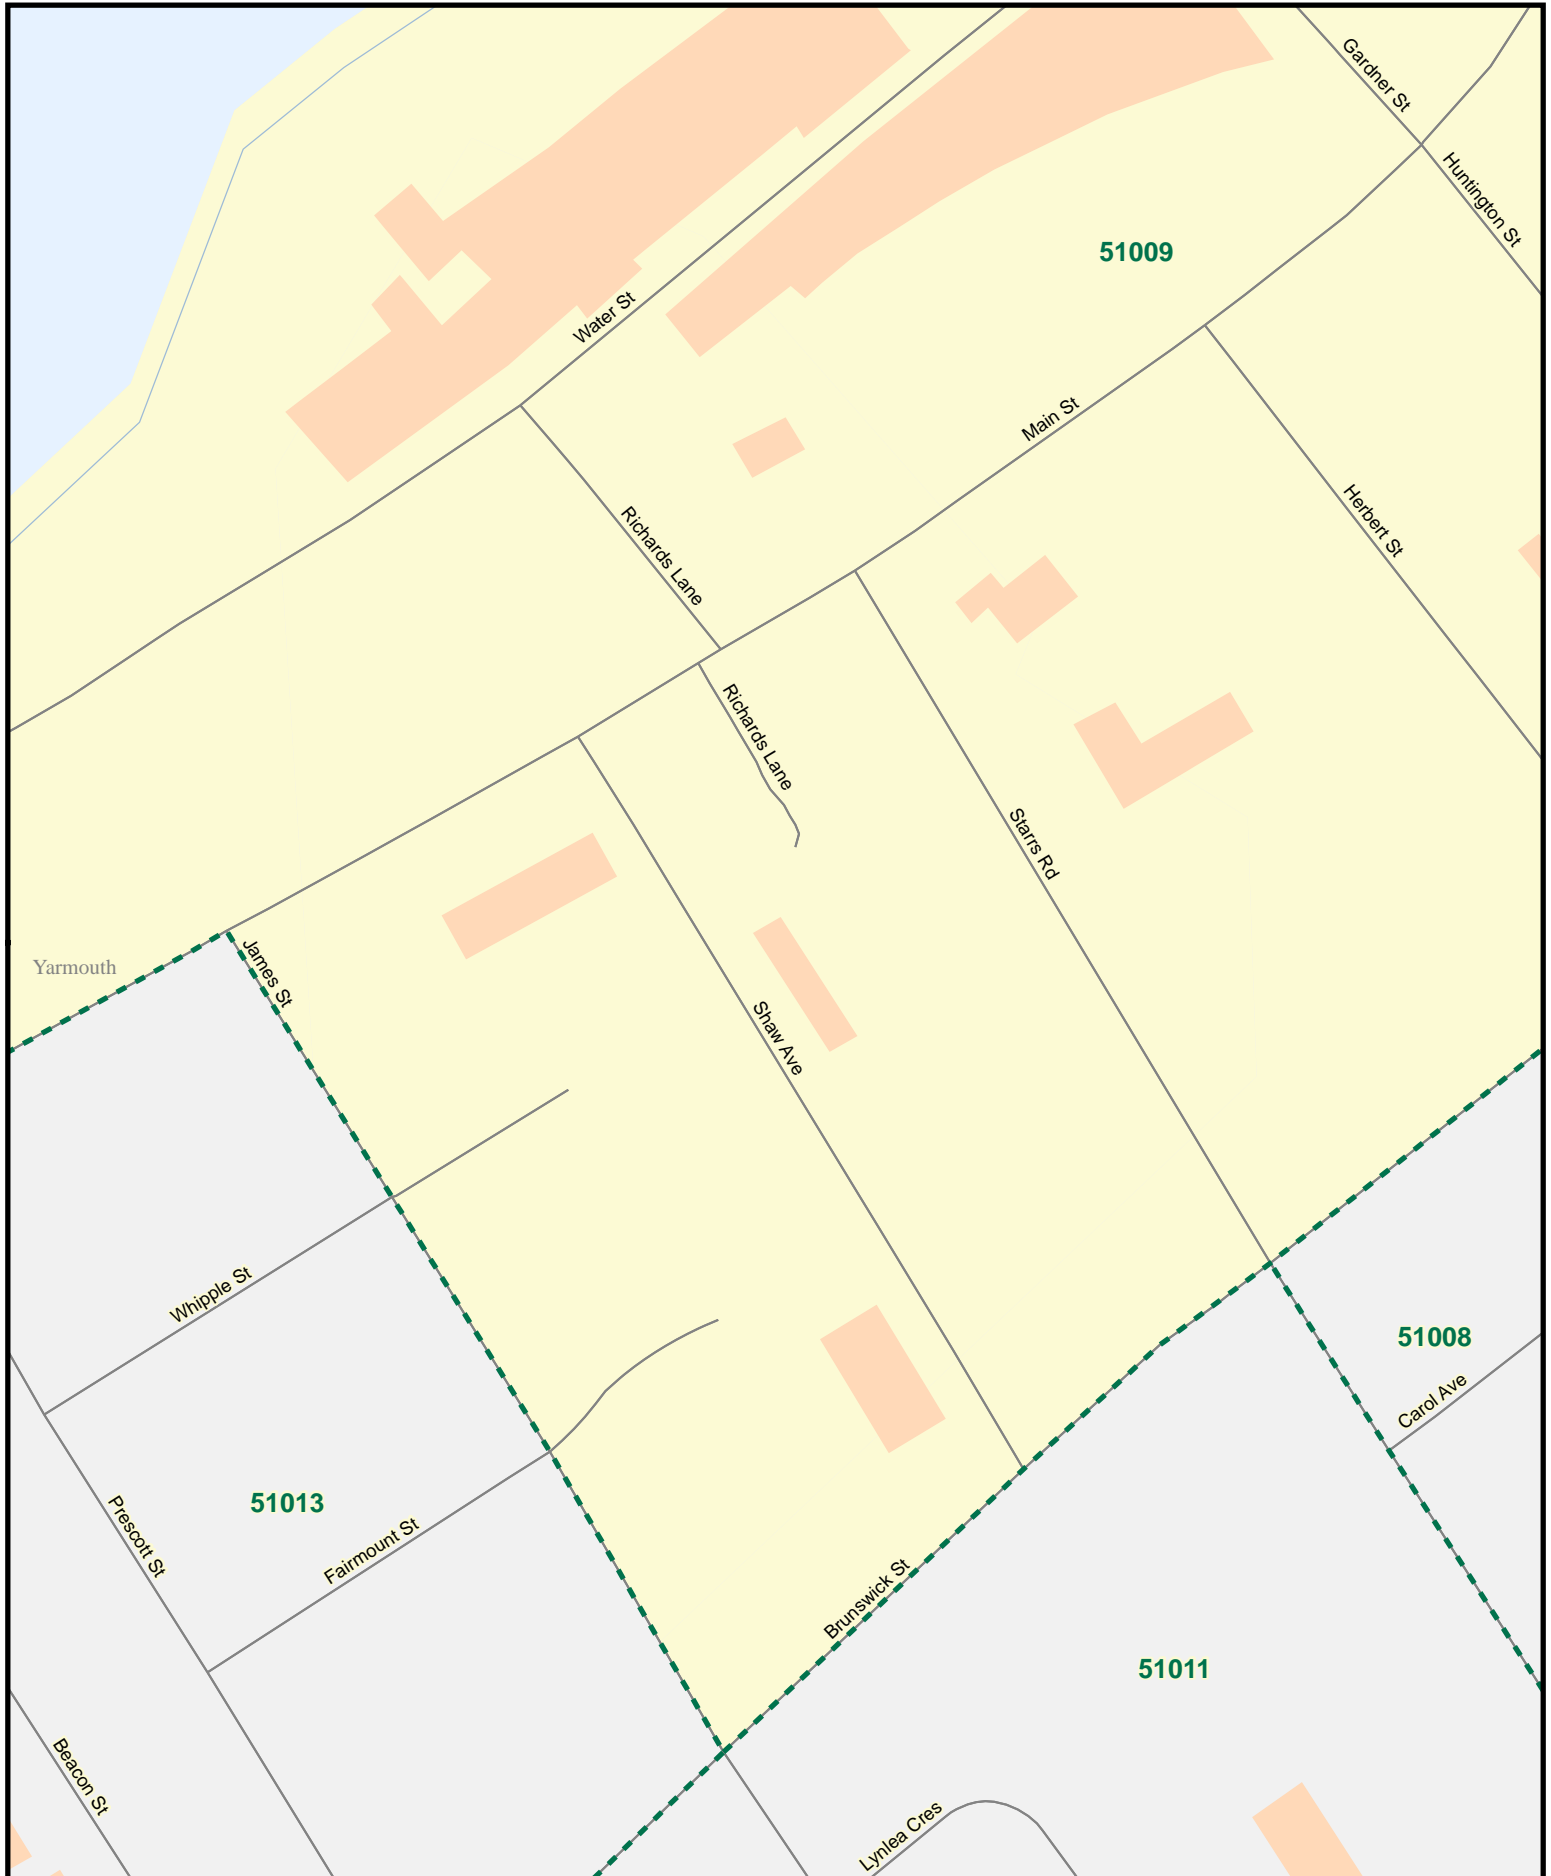 Gardner St
Huntington St
51009
Water St
Main St
Richards Lane
Herbert St
Richards Lane
Starrs Rd
James St
Yarmouth
Shaw Ave
Whipple St
51008
Carol Ave
Prescott St
51013
Fairmount St
Brunswick St
51011
Beacon St
Lynlea Cres